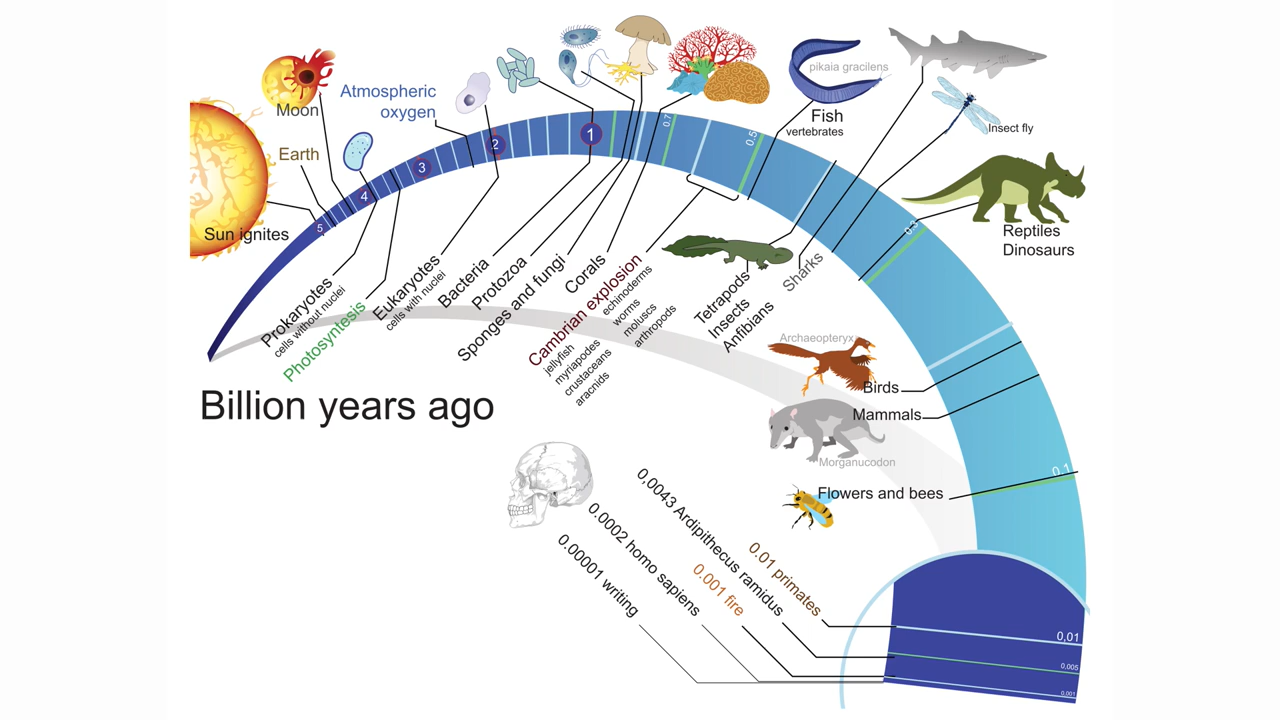 Moon
Atmospheric
oxygen
Earth
Sun ignites
5
4
3
2
1
0.7
0.5
0.3
0.1
pikaia gracilens
Fish
vertebrates
Insect fly
Reptiles
Dinosaurs
Prokaryotes
cells without nuclei
Photosyntesis
Eukaryotes
cells with nuclei
Bacteria
Protozoa
Sponges and fungi
Corals
Cambrian explosion
echinoderms
worms
moluscs
arthropods
jellyfish
myriapodes
crustaceans
aracnids
Tetrapods
Insects
Anfibians
Sharks
Archaeopteryx
Birds
Mammals
Morganucodon
Flowers and bees
Billion years ago
0.01 primates
0.0043 Ardipithecus ramidus
0.001 fire
0.0002 homo sapiens
0.00001 writing
0,01
0,005
0,001